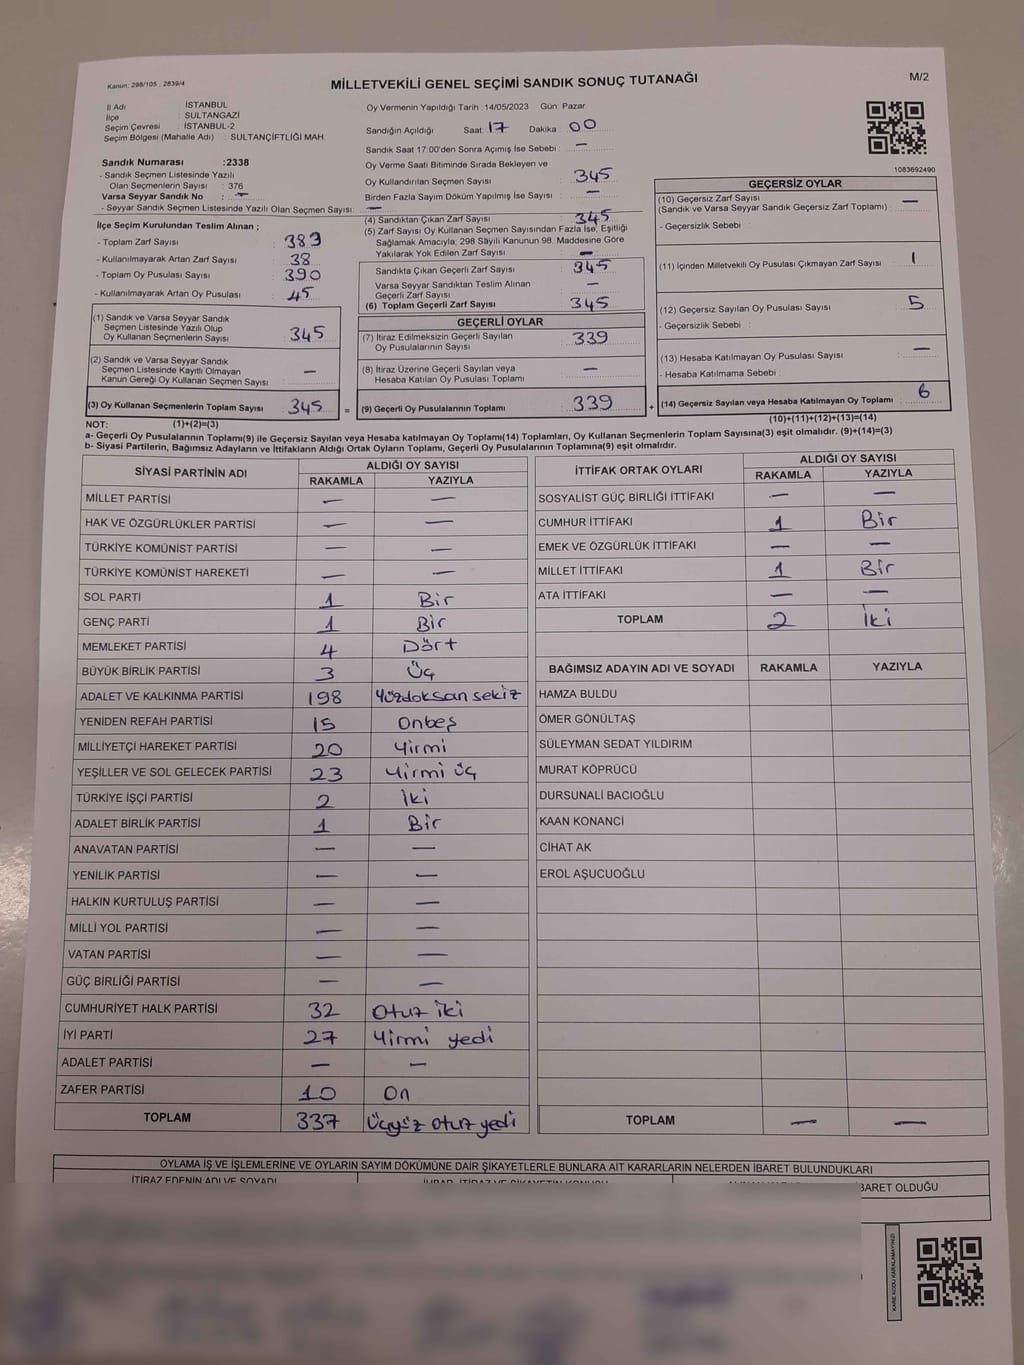 Kanun: 298/105 , 2839/4
MİLLETVEKİLİ GENEL SEÇİMİ SANDIK SONUÇ TUTANAĞI
M/2
İl Adı : İSTANBUL
İlçe : SULTANGAZİ
Seçim Çevresi : İSTANBUL-2
Seçim Bölgesi (Mahalle Adı) : SULTANÇİFTLİĞİ MAH.
Sandık Numarası :2338
- Sandık Seçmen Listesinde Yazılı
Olan Seçmenlerin Sayısı : 376
Varsa Seyyar Sandık No : —
- Seyyar Sandık Seçmen Listesinde Yazılı Olan Seçmen Sayısı: —
İlçe Seçim Kurulundan Teslim Alınan ;
- Toplam Zarf Sayısı : 383
- Kullanılmayarak Artan Zarf Sayısı : 38
- Toplam Oy Pusulası Sayısı : 390
- Kullanılmayarak Artan Oy Pusulası : 45
(1) Sandık ve Varsa Seyyar Sandık
Seçmen Listesinde Yazılı Olup
Oy Kullanan Seçmenlerin Sayısı : 345
(2) Sandık ve Varsa Seyyar Sandık
Seçmen Listesinde Kayıtlı Olmayan
Kanun Gereği Oy Kullanan Seçmen Sayısı : —
(3) Oy Kullanan Seçmenlerin Toplam Sayısı : 345
(1)+(2)=(3)
Oy Vermenin Yapıldığı Tarih :14/05/2023 Gün: Pazar
Sandığın Açıldığı Saat: 17 Dakika : 00
Sandık Saat 17:00'den Sonra Açımış İse Sebebi : —
Oy Verme Saati Bitiminde Sırada Bekleyen ve
Oy Kullandırılan Seçmen Sayısı : 345
Birden Fazla Sayım Döküm Yapılmış İse Sayısı : —
(4) Sandıktan Çıkan Zarf Sayısı : 345
(5) Zarf Sayısı Oy Kullanan Seçmen Sayısından Fazla İse, Eşitliği
Sağlamak Amacıyla; 298 Sayılı Kanunun 98. Maddesine Göre
Yakılarak Yok Edilen Zarf Sayısı : —
Sandıkta Çıkan Geçerli Zarf Sayısı : 345
Varsa Seyyar Sandıktan Teslim Alınan
Geçerli Zarf Sayısı : —
(6) Toplam Geçerli Zarf Sayısı : 345
GEÇERLİ OYLAR
(7) İtiraz Edilmeksizin Geçerli Sayılan
Oy Pusulalarının Sayısı : 339
(8) İtiraz Üzerine Geçerli Sayılan veya
Hesaba Katılan Oy Pusulası Toplamı : —
= (9) Geçerli Oy Pusulalarının Toplamı : 339
1083692490
GEÇERSİZ OYLAR
(10) Geçersiz Zarf Sayısı
(Sandık ve Varsa Seyyar Sandık Geçersiz Zarf Toplamı) : —
- Geçersizlik Sebebi :
(11) İçinden Milletvekili Oy Pusulası Çıkmayan Zarf Sayısı : 1
(12) Geçersiz Sayılan Oy Pusulası Sayısı : 5
- Geçersizlik Sebebi :
(13) Hesaba Katılmayan Oy Pusulası Sayısı : —
- Hesaba Katılmama Sebebi :
+ (14) Geçersiz Sayılan veya Hesaba Katılmayan Oy Toplamı : 6
(10)+(11)+(12)+(13)=(14)
NOT:
a- Geçerli Oy Pusulalarının Toplamı(9) ile Geçersiz Sayılan veya Hesaba katılmayan Oy Toplamı(14) Toplamları, Oy Kullanan Seçmenlerin Toplam Sayısına(3) eşit olmalıdır. (9)+(14)=(3)
b- Siyasi Partilerin, Bağımsız Adayların ve İttifakların Aldığı Ortak Oyların Toplamı, Geçerli Oy Pusulalarının Toplamına(9) eşit olmalıdır.
SİYASİ PARTİNİN ADI ALDIĞI OY SAYISI
RAKAMLA YAZIYLA
MİLLET PARTİSİ — —
HAK VE ÖZGÜRLÜKLER PARTİSİ — —
TÜRKİYE KOMÜNİST PARTİSİ — —
TÜRKİYE KOMÜNİST HAREKETİ — —
SOL PARTİ 1 Bir
GENÇ PARTİ 1 Bir
MEMLEKET PARTİSİ 4 Dört
BÜYÜK BİRLİK PARTİSİ 3 Üç
ADALET VE KALKINMA PARTİSİ 198 Yüzdoksan sekiz
YENİDEN REFAH PARTİSİ 15 Onbeş
MİLLİYETÇİ HAREKET PARTİSİ 20 Yirmi
YEŞİLLER VE SOL GELECEK PARTİSİ 23 Yirmi üç
TÜRKİYE İŞÇİ PARTİSİ 2 İki
ADALET BİRLİK PARTİSİ 1 Bir
ANAVATAN PARTİSİ — —
YENİLİK PARTİSİ — —
HALKIN KURTULUŞ PARTİSİ — —
MİLLİ YOL PARTİSİ — —
VATAN PARTİSİ — —
GÜÇ BİRLİĞİ PARTİSİ — —
CUMHURİYET HALK PARTİSİ 32 Otuz iki
İYİ PARTİ 27 Yirmi yedi
ADALET PARTİSİ — —
ZAFER PARTİSİ 10 On
TOPLAM 337 Üçyüz otuz yedi
İTTİFAK ORTAK OYLARI ALDIĞI OY SAYISI
RAKAMLA YAZIYLA
SOSYALİST GÜÇ BİRLİĞİ İTTİFAKI — —
CUMHUR İTTİFAKI 1 Bir
EMEK VE ÖZGÜRLÜK İTTİFAKI — —
MİLLET İTTİFAKI 1 Bir
ATA İTTİFAKI — —
TOPLAM 2 İki
BAĞIMSIZ ADAYIN ADI VE SOYADI RAKAMLA YAZIYLA
HAMZA BULDU
ÖMER GÖNÜLTAŞ
SÜLEYMAN SEDAT YILDIRIM
MURAT KÖPRÜCÜ
DURSUNALİ BACIOĞLU
KAAN KONANCİ
CİHAT AK
EROL AŞUCUOĞLU
TOPLAM — —
OYLAMA İŞ VE İŞLEMLERİNE VE OYLARIN SAYIM DÖKÜMÜNE DAİR ŞİKAYETLERLE BUNLARA AİT KARARLARIN NELERDEN İBARET BULUNDUKLARI
İTİRAZ EDENİN ADI VE SOYADI
BARET OLDUĞU
KARE KODU KARALAMAYINIZ!